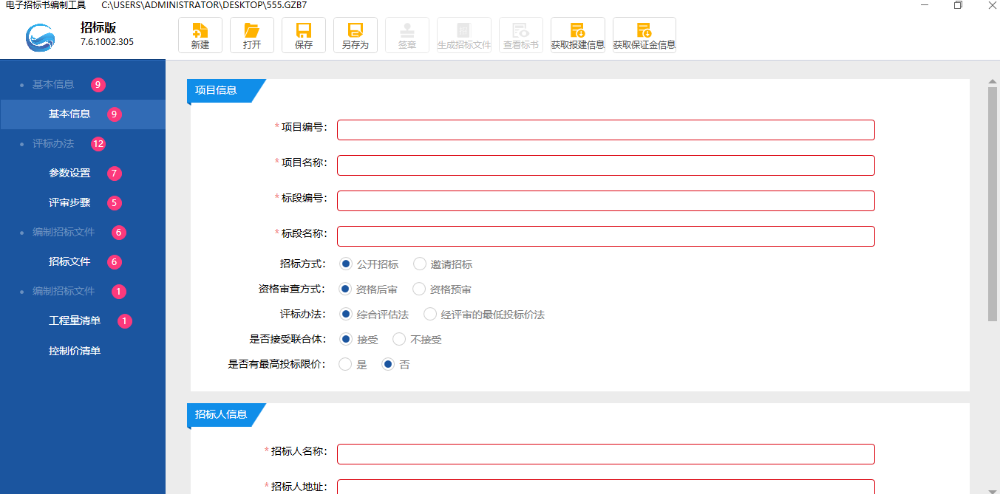 电子招标书编制工具 C:\USERS\ADMINISTRATOR\DESKTOP\555.GZB7
招标版
7.6.1002.305
新建 打开 保存 另存为 签章 生成招标文件 查看标书 获取报建信息 获取保证金信息
基本信息 9
基本信息 9
评标办法 12
参数设置 7
评审步骤 5
编制招标文件 6
招标文件 6
编制招标文件 1
工程量清单 1
控制价清单
项目信息
*项目编号：
*项目名称：
*标段编号：
*标段名称：
招标方式： 公开招标 邀请招标
资格审查方式： 资格后审 资格预审
评标办法： 综合评估法 经评审的最低投标价法
是否接受联合体： 接受 不接受
是否有最高投标限价： 是 否
招标人信息
*招标人名称：
*招标人地址：